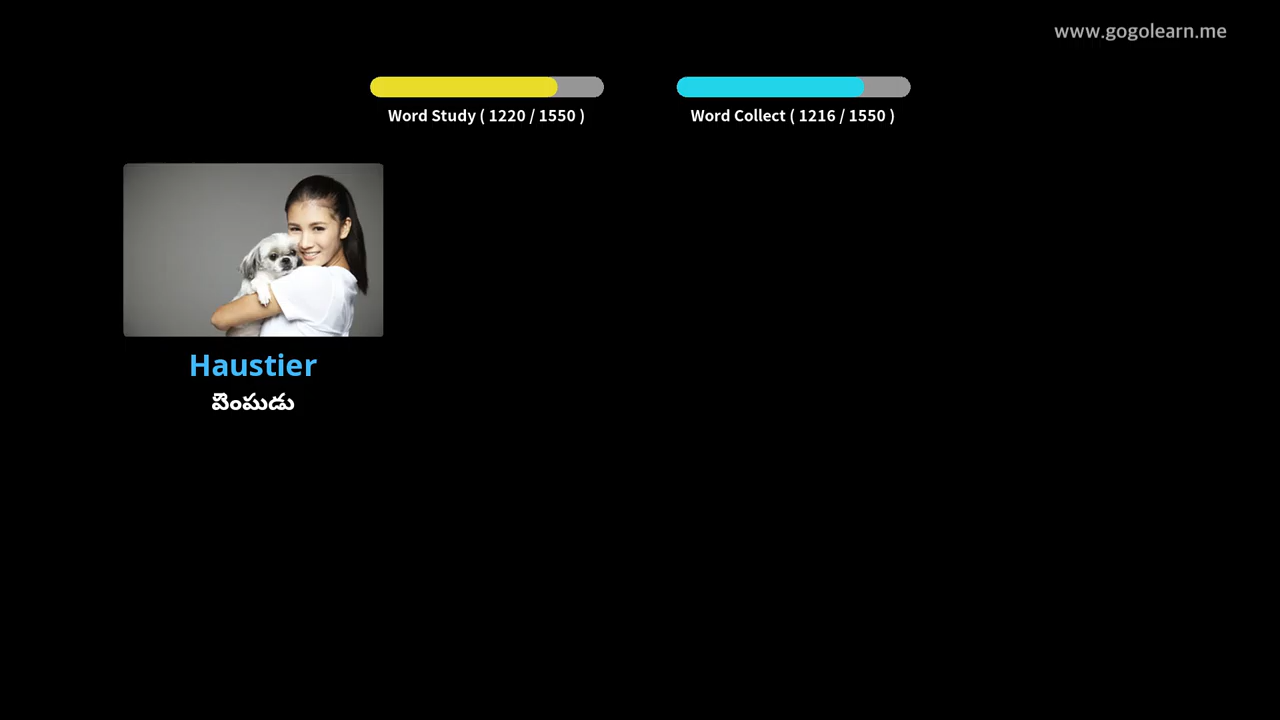 www.gogolearn.me
Word Study ( 1220 / 1550 )
Word Collect ( 1216 / 1550 )
Haustier
పెంపుడు